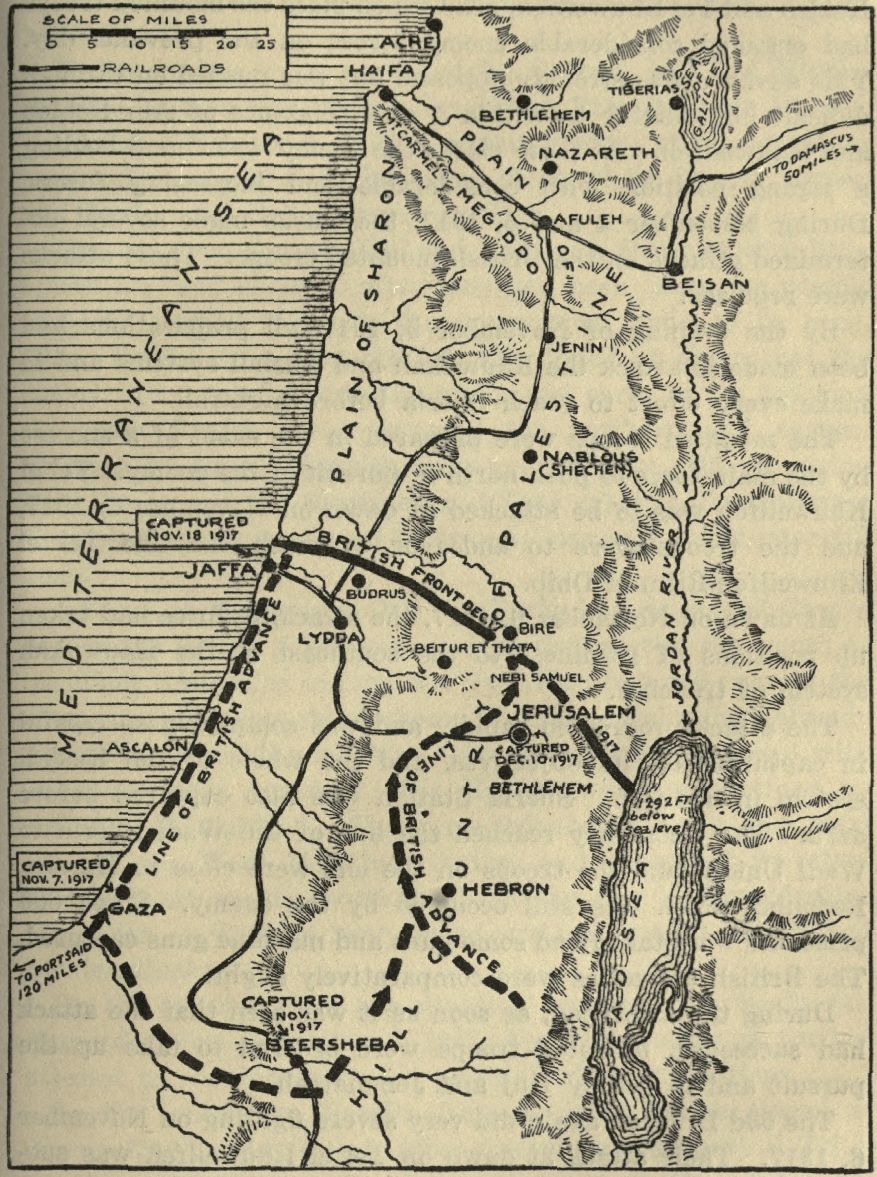 SCALE OF MILES
0 5 10 15 20 25
RAILROADS
ACRE
HAIFA
BETHLEHEM
TIBERIAS
SEA OF GALILEE
MT. CARMEL
PLAIN OF
NAZARETH
TO DAMASCUS
50 MILES
MEGIDDO
AFULEH
BEISAN
MEDITERRANEAN SEA
PLAIN OF SHARON
JENIN
PALESTINE
NABLOUS
(SHECHEN)
CAPTURED
NOV. 18 1917
JAFFA
BRITISH FRONT DEC.
1917
BUDRUS
LYDDA
BIRE
BEITUR ET THATA
NEBI SAMUEL
JORDAN RIVER
JERUSALEM
CAPTURED
DEC. 10. 1917
BETHLEHEM
ASCALON
LINE OF BRITISH ADVANCE
LINE OF BRITISH ADVANCE
HILL COUNTRY OF
1292 FT
below
sea level
DEAD SEA
CAPTURED
NOV. 7. 1917
GAZA
HEBRON
TO PORT SAID
120 MILES
CAPTURED
NOV. 1
1917
BEERSHEBA